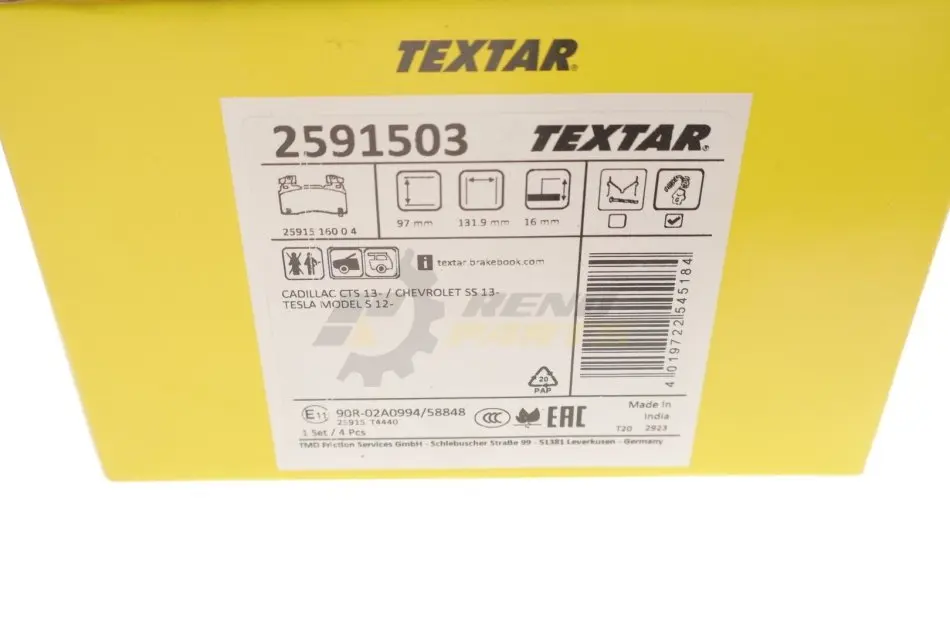 TEXTAR®
2591503
TEXTAR®
97 mm
131.9 mm
16 mm
25915 160 0 4
i textar.brakebook.com
CADILLAC CTS 13- / CHEVROLET SS 13-
TESLA MODEL S 12-
RENI
PARTS
4 019722 545184
20
PAP
E11 90R-02A0994/58848
25915 T4440
CCC
EAC
Made in
India
1 Set / 4 Pcs
T20 2923
TMD Friction Services GmbH - Schlebuscher Straße 99 - 51381 Leverkusen - Germany